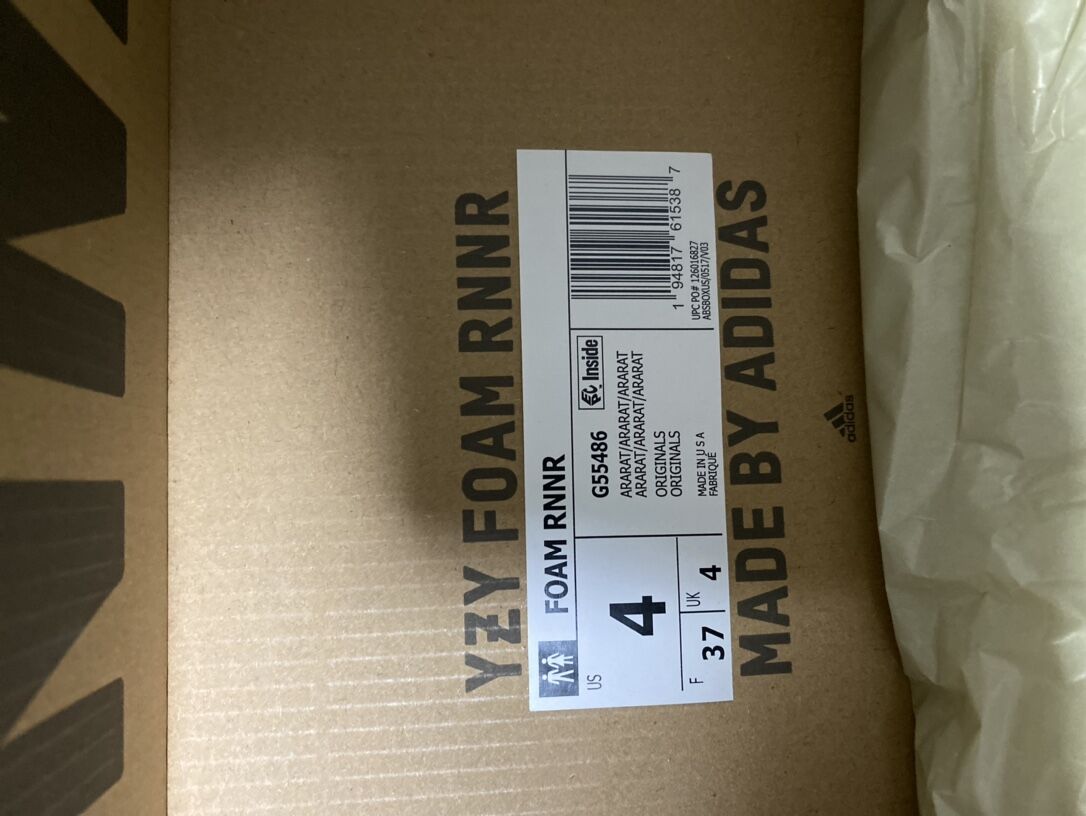 YZY FOAM RNNR
FOAM RNNR
US
4
F
37
UK
4
G55486
Inside
ARARAT/ARARAT/ARARAT
ARARAT/ARARAT/ARARAT
ORIGINALS
ORIGINALS
MADE IN U S A
FABRIQUÉ
1 94817 61538 7
UPC PO# 126016827
ABSBOXUS/0517/V03
MADE BY ADIDAS
adidas